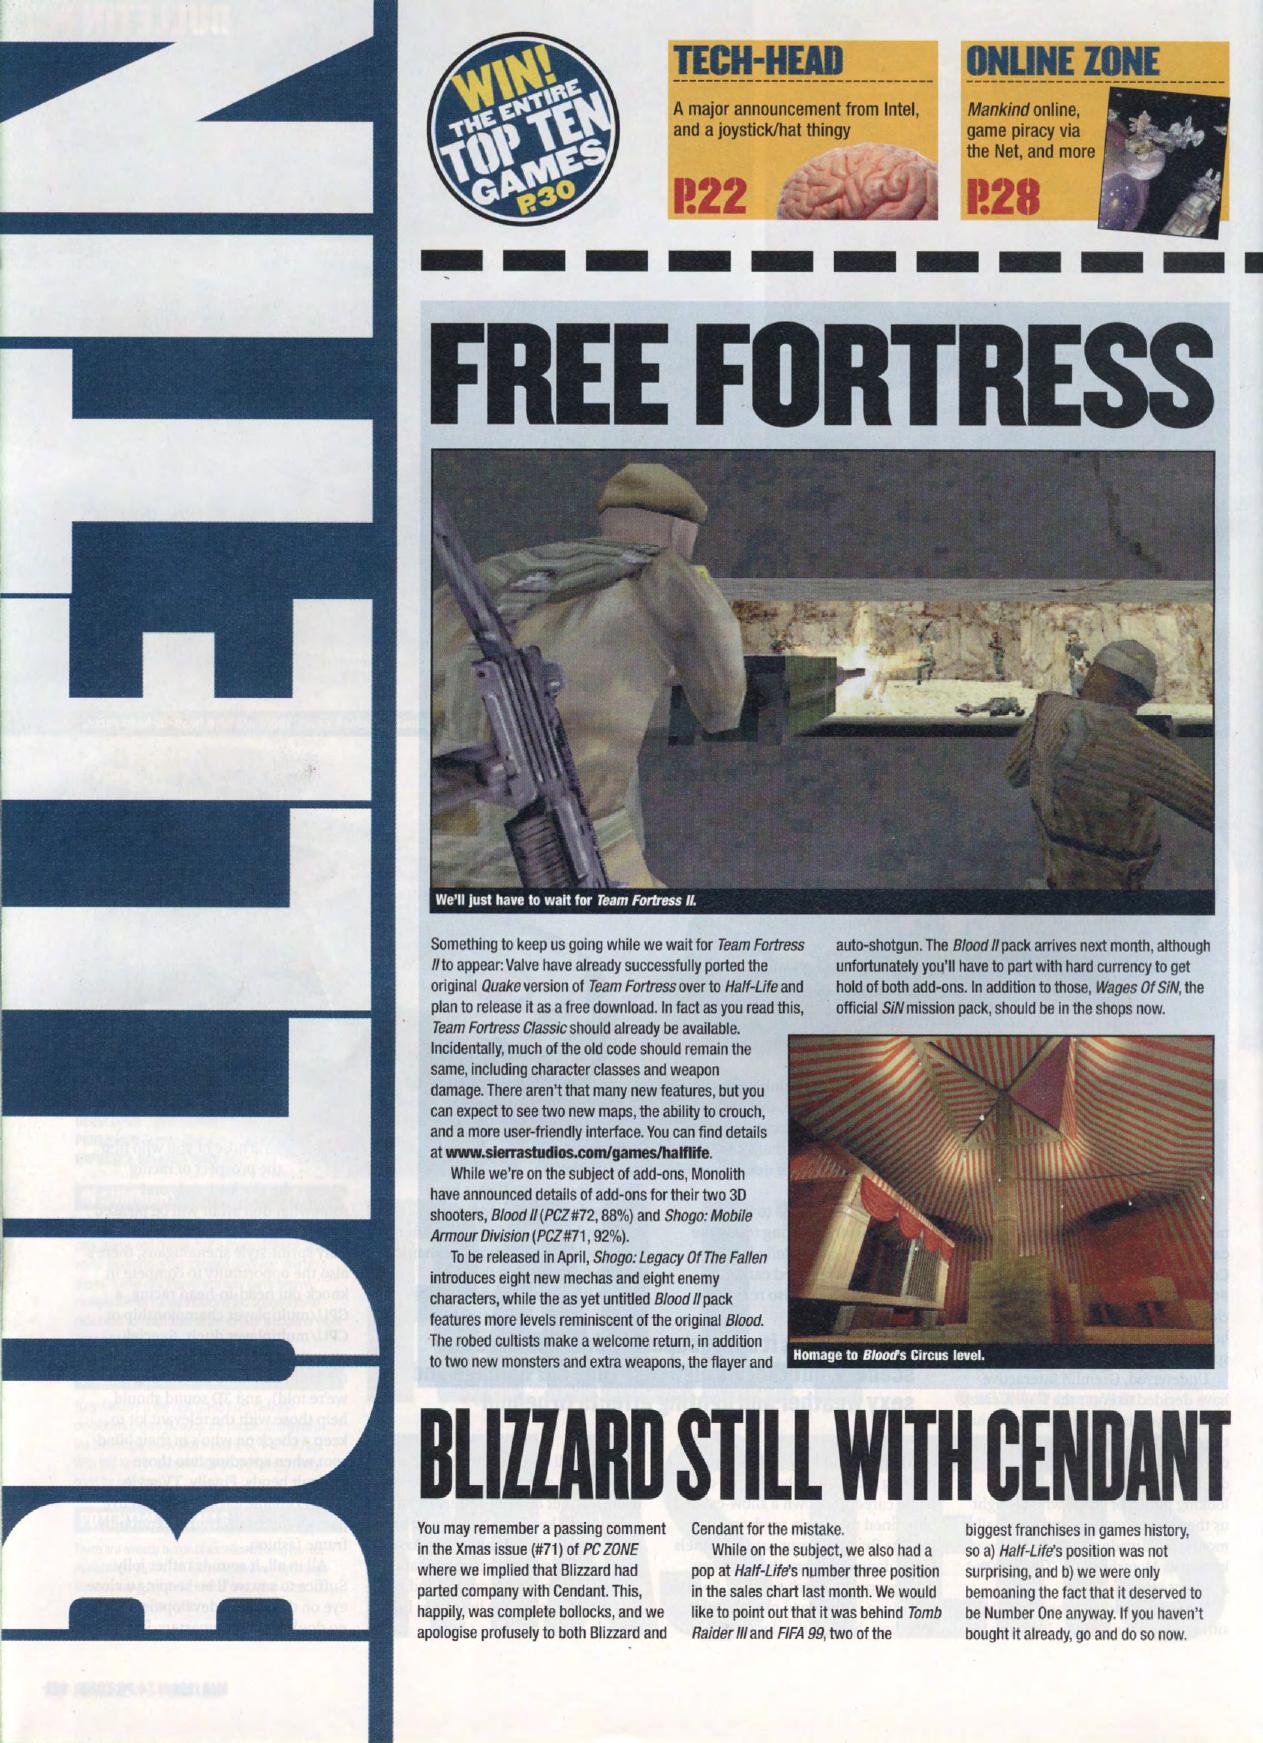 BULLETIN
WIN!
THE ENTIRE
TOP TEN
GAMES
P.30
TECH-HEAD
A major announcement from Intel,
and a joystick/hat thingy
P.22
ONLINE ZONE
Mankind online,
game piracy via
the Net, and more
P.28
FREE FORTRESS
We'll just have to wait for Team Fortress II.
Something to keep us going while we wait for Team Fortress
II to appear: Valve have already successfully ported the
original Quake version of Team Fortress over to Half-Life and
plan to release it as a free download. In fact as you read this,
Team Fortress Classic should already be available.
Incidentally, much of the old code should remain the
same, including character classes and weapon
damage. There aren't that many new features, but you
can expect to see two new maps, the ability to crouch,
and a more user-friendly interface. You can find details
at www.sierrastudios.com/games/halflife.
While we're on the subject of add-ons, Monolith
have announced details of add-ons for their two 3D
shooters, Blood II (PCZ #72, 88%) and Shogo: Mobile
Armour Division (PCZ #71, 92%).
To be released in April, Shogo: Legacy Of The Fallen
introduces eight new mechas and eight enemy
characters, while the as yet untitled Blood II pack
features more levels reminiscent of the original Blood.
The robed cultists make a welcome return, in addition
to two new monsters and extra weapons, the flayer and
auto-shotgun. The Blood II pack arrives next month, although
unfortunately you'll have to part with hard currency to get
hold of both add-ons. In addition to those, Wages Of SiN, the
official SiN mission pack, should be in the shops now.
Homage to Blood's Circus level.
BLIZZARD STILL WITH CENDANT
You may remember a passing comment
in the Xmas issue (#71) of PC ZONE
where we implied that Blizzard had
parted company with Cendant. This,
happily, was complete bollocks, and we
apologise profusely to both Blizzard and
Cendant for the mistake.
While on the subject, we also had a
pop at Half-Life's number three position
in the sales chart last month. We would
like to point out that it was behind Tomb
Raider III and FIFA 99, two of the
biggest franchises in games history,
so a) Half-Life's position was not
surprising, and b) we were only
bemoaning the fact that it deserved to
be Number One anyway. If you haven't
bought it already, go and do so now.